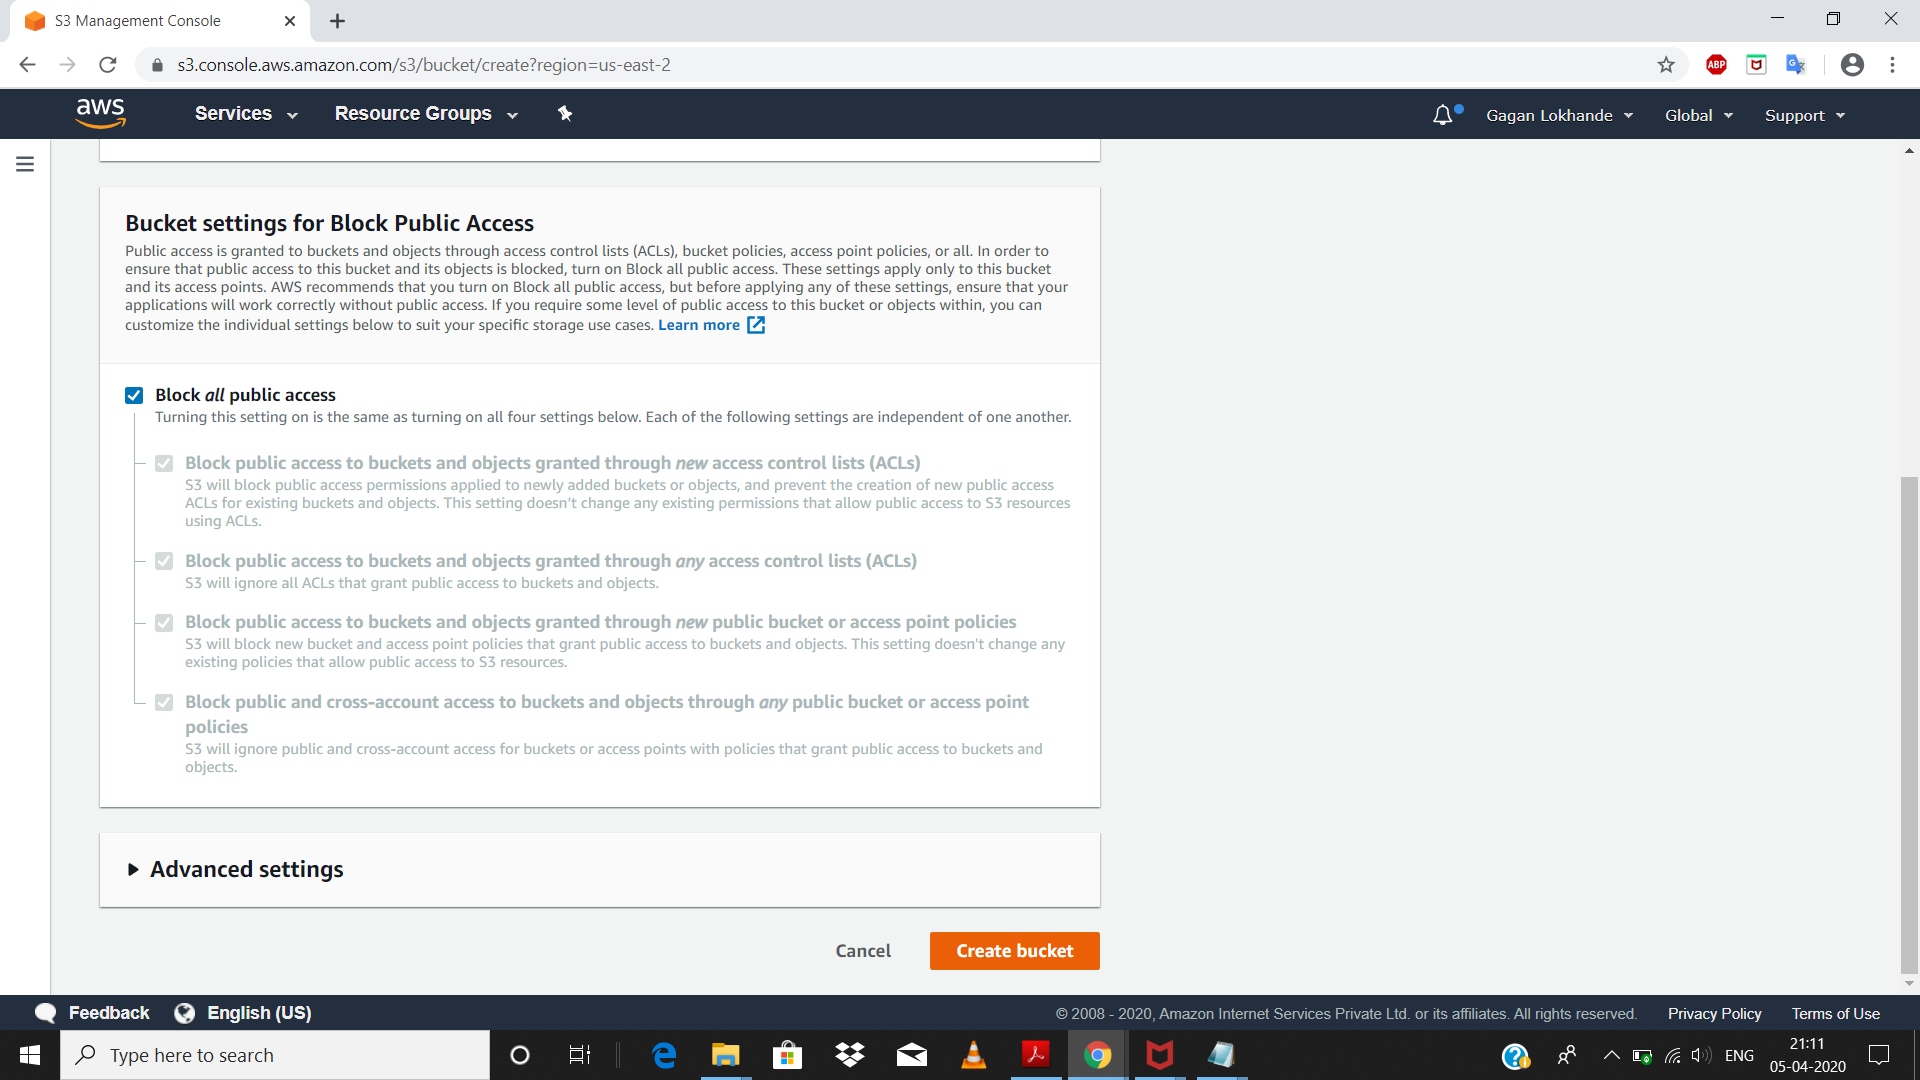 S3 Management Console
s3.console.aws.amazon.com/s3/bucket/create?region=us-east-2
ABP
aws
Services
Resource Groups
Gagan Lokhande
Global
Support
Bucket settings for Block Public Access
Public access is granted to buckets and objects through access control lists (ACLs), bucket policies, access point policies, or all. In order to
ensure that public access to this bucket and its objects is blocked, turn on Block all public access. These settings apply only to this bucket
and its access points. AWS recommends that you turn on Block all public access, but before applying any of these settings, ensure that your
applications will work correctly without public access. If you require some level of public access to this bucket or objects within, you can
customize the individual settings below to suit your specific storage use cases. Learn more
Block all public access
Turning this setting on is the same as turning on all four settings below. Each of the following settings are independent of one another.
Block public access to buckets and objects granted through new access control lists (ACLs)
S3 will block public access permissions applied to newly added buckets or objects, and prevent the creation of new public access
ACLs for existing buckets and objects. This setting doesn't change any existing permissions that allow public access to S3 resources
using ACLs.
Block public access to buckets and objects granted through any access control lists (ACLs)
S3 will ignore all ACLs that grant public access to buckets and objects.
Block public access to buckets and objects granted through new public bucket or access point policies
S3 will block new bucket and access point policies that grant public access to buckets and objects. This setting doesn't change any
existing policies that allow public access to S3 resources.
Block public and cross-account access to buckets and objects through any public bucket or access point
policies
S3 will ignore public and cross-account access for buckets or access points with policies that grant public access to buckets and
objects.
Advanced settings
Cancel
Create bucket
Feedback
English (US)
© 2008 - 2020, Amazon Internet Services Private Ltd. or its affiliates. All rights reserved.
Privacy Policy
Terms of Use
Type here to search
ENG
21:11
05-04-2020